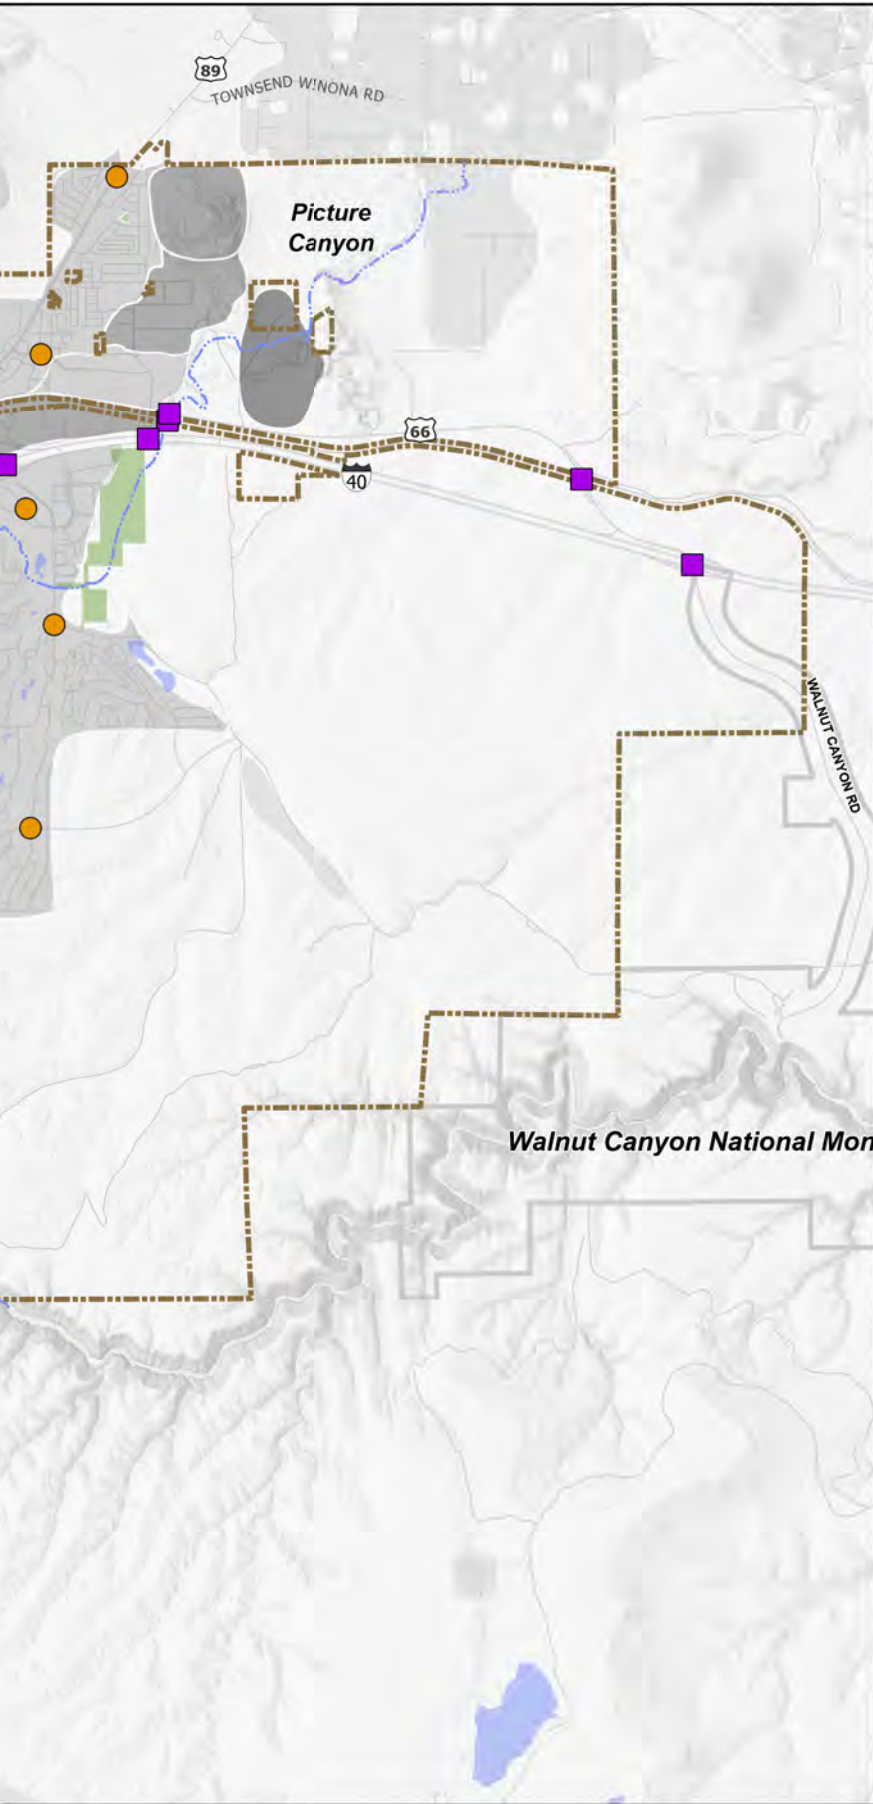 89
TOWNSEND WINONA RD
Picture
Canyon
66
40
WALNUT CANYON RD
Walnut Canyon National Mon